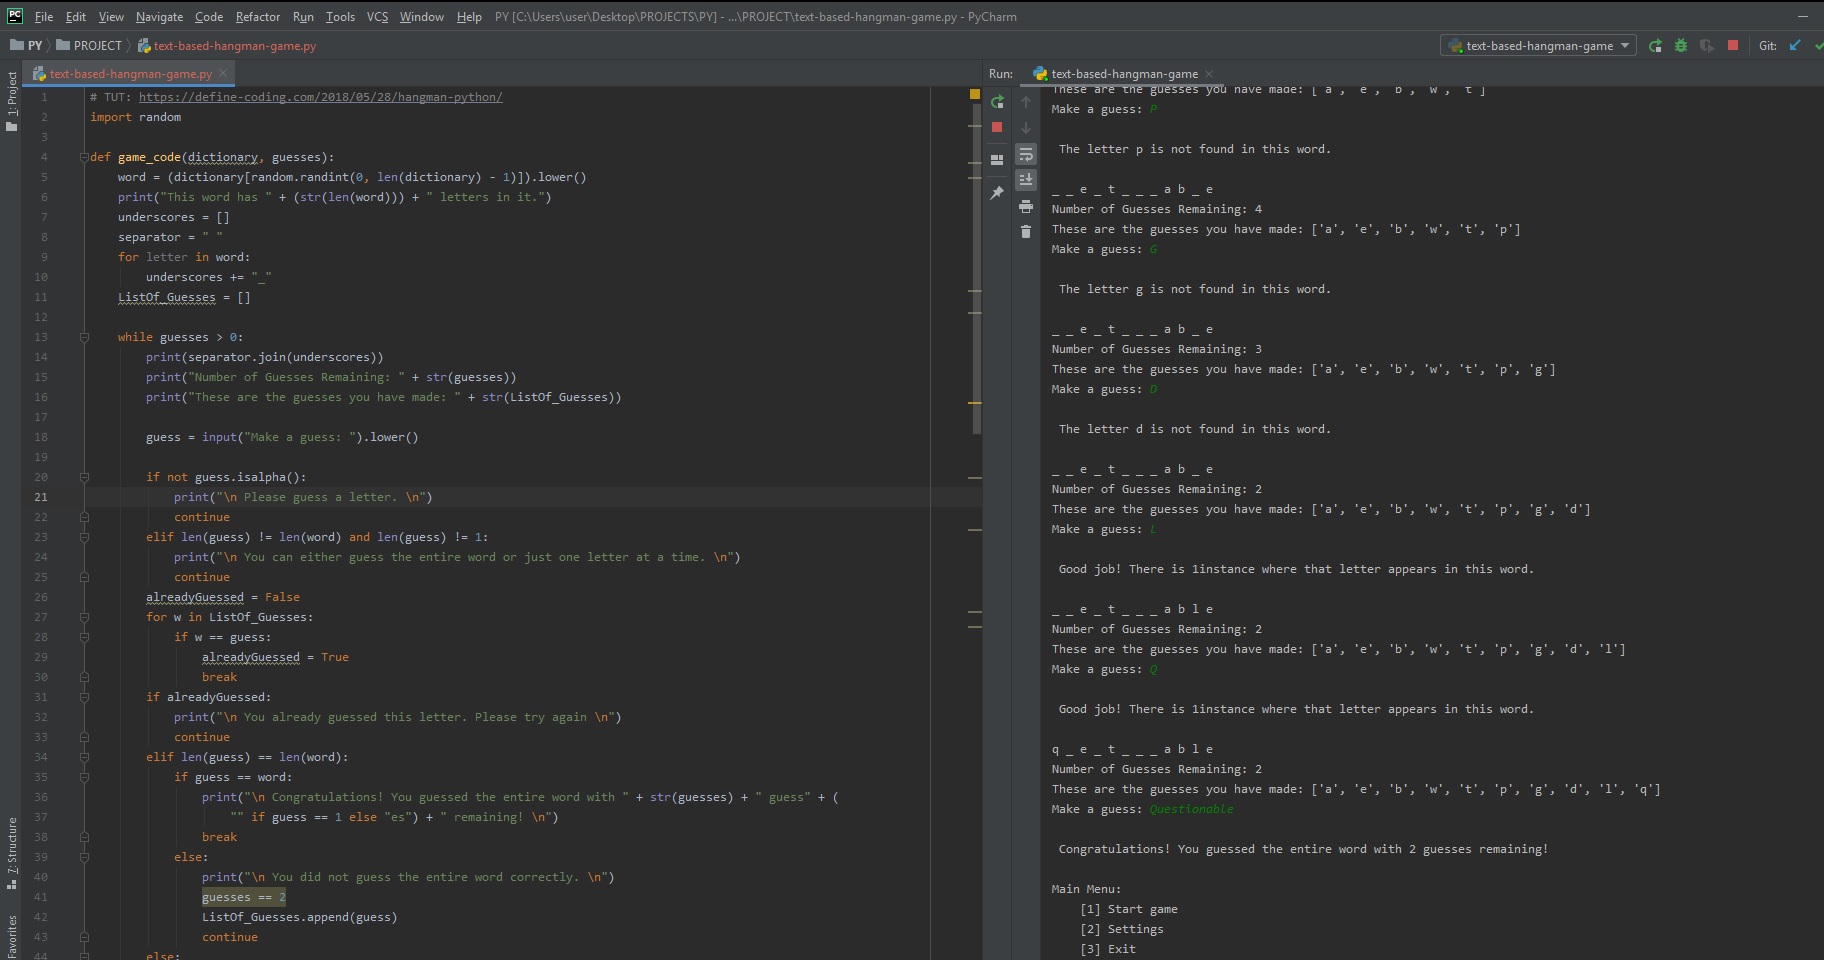 File Edit View Navigate Code Refactor Run Tools VCS Window Help PY [C:\Users\user\Desktop\PROJECTS\PY] - ...\PROJECT\text-based-hangman-game.py - PyCharm
PY PROJECT text-based-hangman-game.py
text-based-hangman-game Git:
1: Project
7: Structure
Favorites
text-based-hangman-game.py
1 # TUT: https://define-coding.com/2018/05/28/hangman-python/
2 import random
3
4 def game_code(dictionary, guesses):
5 word = (dictionary[random.randint(0, len(dictionary) - 1)]).lower()
6 print("This word has " + (str(len(word))) + " letters in it.")
7 underscores = []
8 separator = " "
9 for letter in word:
10 underscores += "_"
11 ListOf_Guesses = []
12
13 while guesses > 0:
14 print(separator.join(underscores))
15 print("Number of Guesses Remaining: " + str(guesses))
16 print("These are the guesses you have made: " + str(ListOf_Guesses))
17
18 guess = input("Make a guess: ").lower()
19
20 if not guess.isalpha():
21 print("\n Please guess a letter. \n")
22 continue
23 elif len(guess) != len(word) and len(guess) != 1:
24 print("\n You can either guess the entire word or just one letter at a time. \n")
25 continue
26 alreadyGuessed = False
27 for w in ListOf_Guesses:
28 if w == guess:
29 alreadyGuessed = True
30 break
31 if alreadyGuessed:
32 print("\n You already guessed this letter. Please try again \n")
33 continue
34 elif len(guess) == len(word):
35 if guess == word:
36 print("\n Congratulations! You guessed the entire word with " + str(guesses) + " guess" + (
37 "" if guess == 1 else "es") + " remaining! \n")
38 break
39 else:
40 print("\n You did not guess the entire word correctly. \n")
41 guesses == 2
42 ListOf_Guesses.append(guess)
43 continue
44 else:
Run: text-based-hangman-game
These are the guesses you have made: ['a', 'e', 'b', 'w', 't']
Make a guess: P
The letter p is not found in this word.
_ _ e _ t _ _ _ a b _ e
Number of Guesses Remaining: 4
These are the guesses you have made: ['a', 'e', 'b', 'w', 't', 'p']
Make a guess: G
The letter g is not found in this word.
_ _ e _ t _ _ _ a b _ e
Number of Guesses Remaining: 3
These are the guesses you have made: ['a', 'e', 'b', 'w', 't', 'p', 'g']
Make a guess: D
The letter d is not found in this word.
_ _ e _ t _ _ _ a b _ e
Number of Guesses Remaining: 2
These are the guesses you have made: ['a', 'e', 'b', 'w', 't', 'p', 'g', 'd']
Make a guess: L
Good job! There is 1instance where that letter appears in this word.
_ _ e _ t _ _ _ a b l e
Number of Guesses Remaining: 2
These are the guesses you have made: ['a', 'e', 'b', 'w', 't', 'p', 'g', 'd', 'l']
Make a guess: Q
Good job! There is 1instance where that letter appears in this word.
q _ e _ t _ _ _ a b l e
Number of Guesses Remaining: 2
These are the guesses you have made: ['a', 'e', 'b', 'w', 't', 'p', 'g', 'd', 'l', 'q']
Make a guess: Questionable
Congratulations! You guessed the entire word with 2 guesses remaining!
Main Menu:
[1] Start game
[2] Settings
[3] Exit